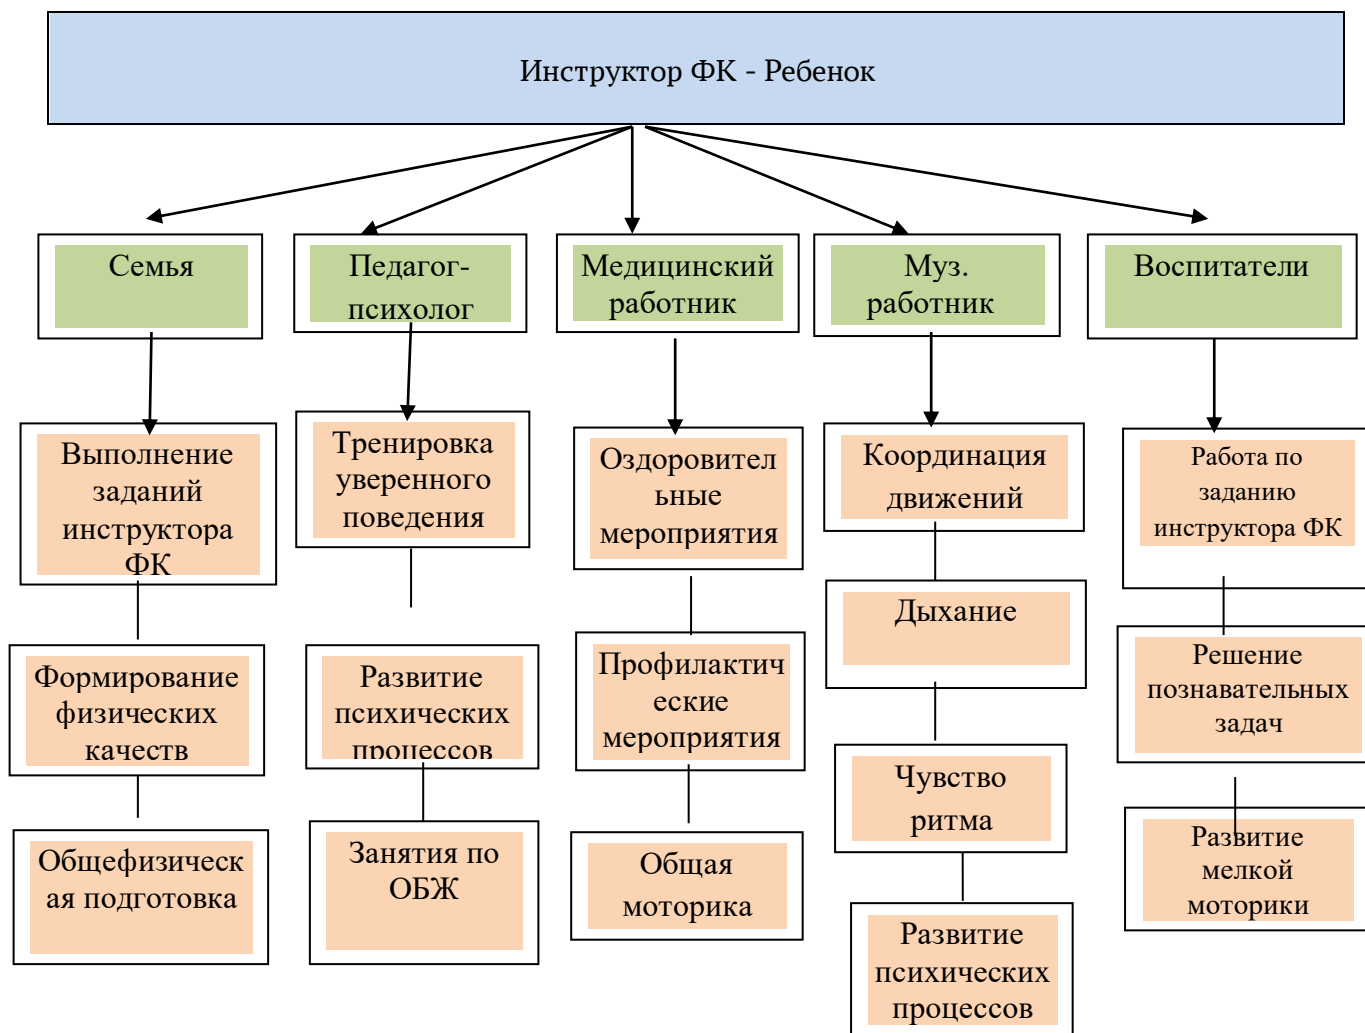 Инструктор ФК - Ребенок
Семья
Педагог-
психолог
Медицинский
работник
Муз.
работник
Воспитатели
Выполнение
заданий
инструктора
ФК
Тренировка
уверенного
поведения
Оздоровител
ьные
мероприятия
Координация
движений
Работа по
заданию
инструктора ФК
Формирование
физических
качеств
Развитие
психических
процессов
Профилактич
еские
мероприятия
Дыхание
Решение
познавательных
задач
Общефизическ
ая подготовка
Занятия по
ОБЖ
Общая
моторика
Чувство
ритма
Развитие
мелкой
моторики
Развитие
психических
процессов